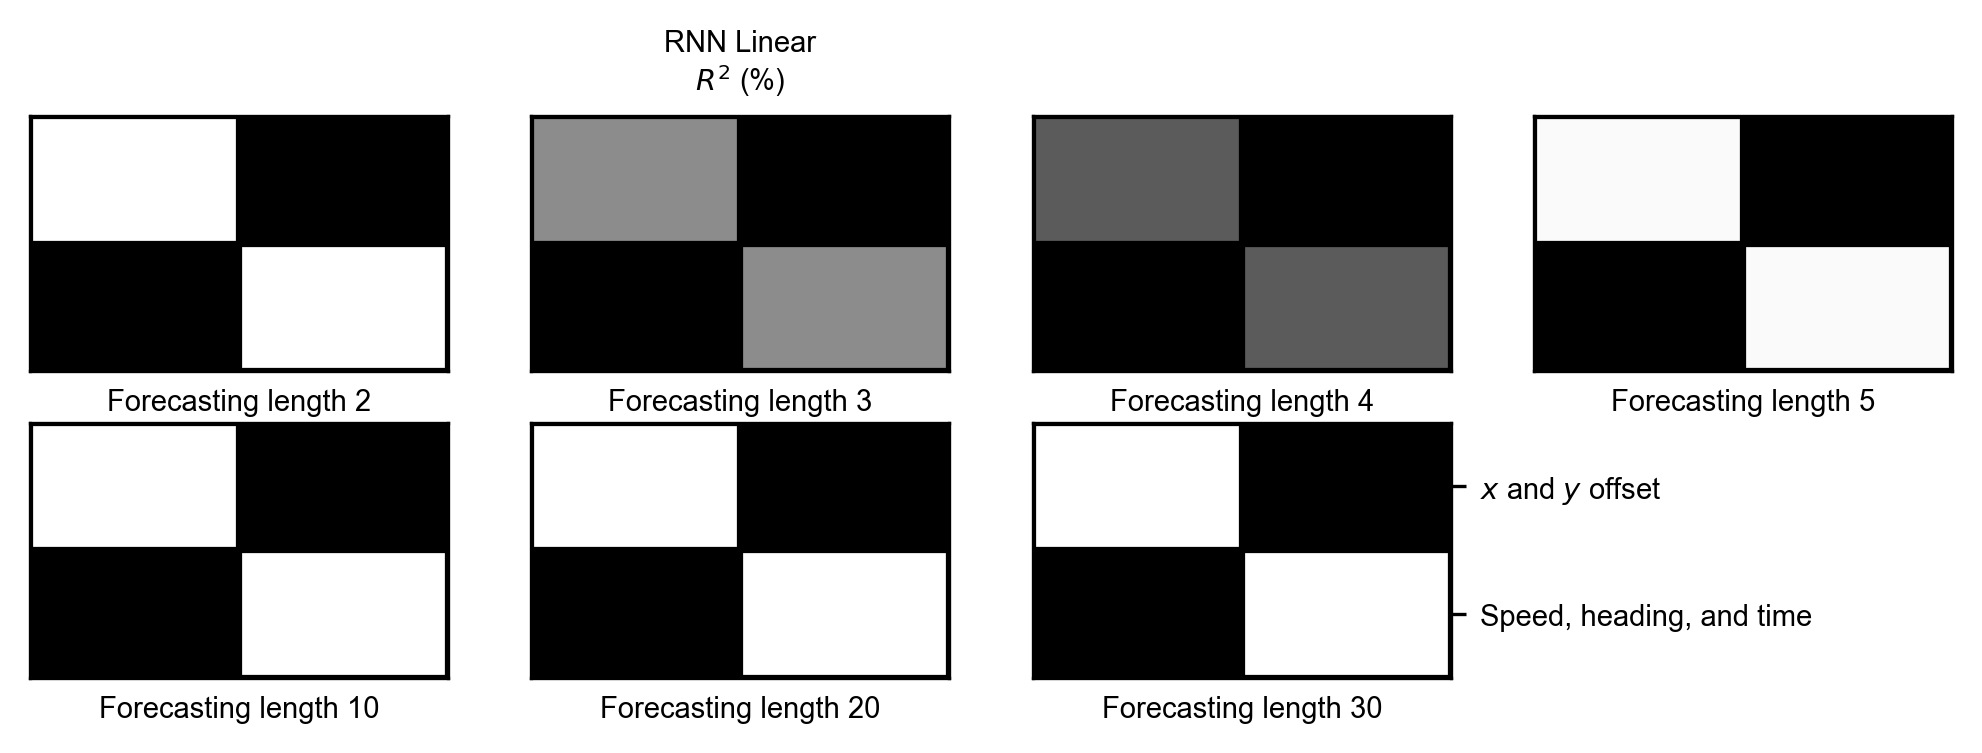 RNN Linear
R² (%)
Forecasting length 2
Forecasting length 3
Forecasting length 4
Forecasting length 5
x and y offset
Speed, heading, and time
Forecasting length 10
Forecasting length 20
Forecasting length 30